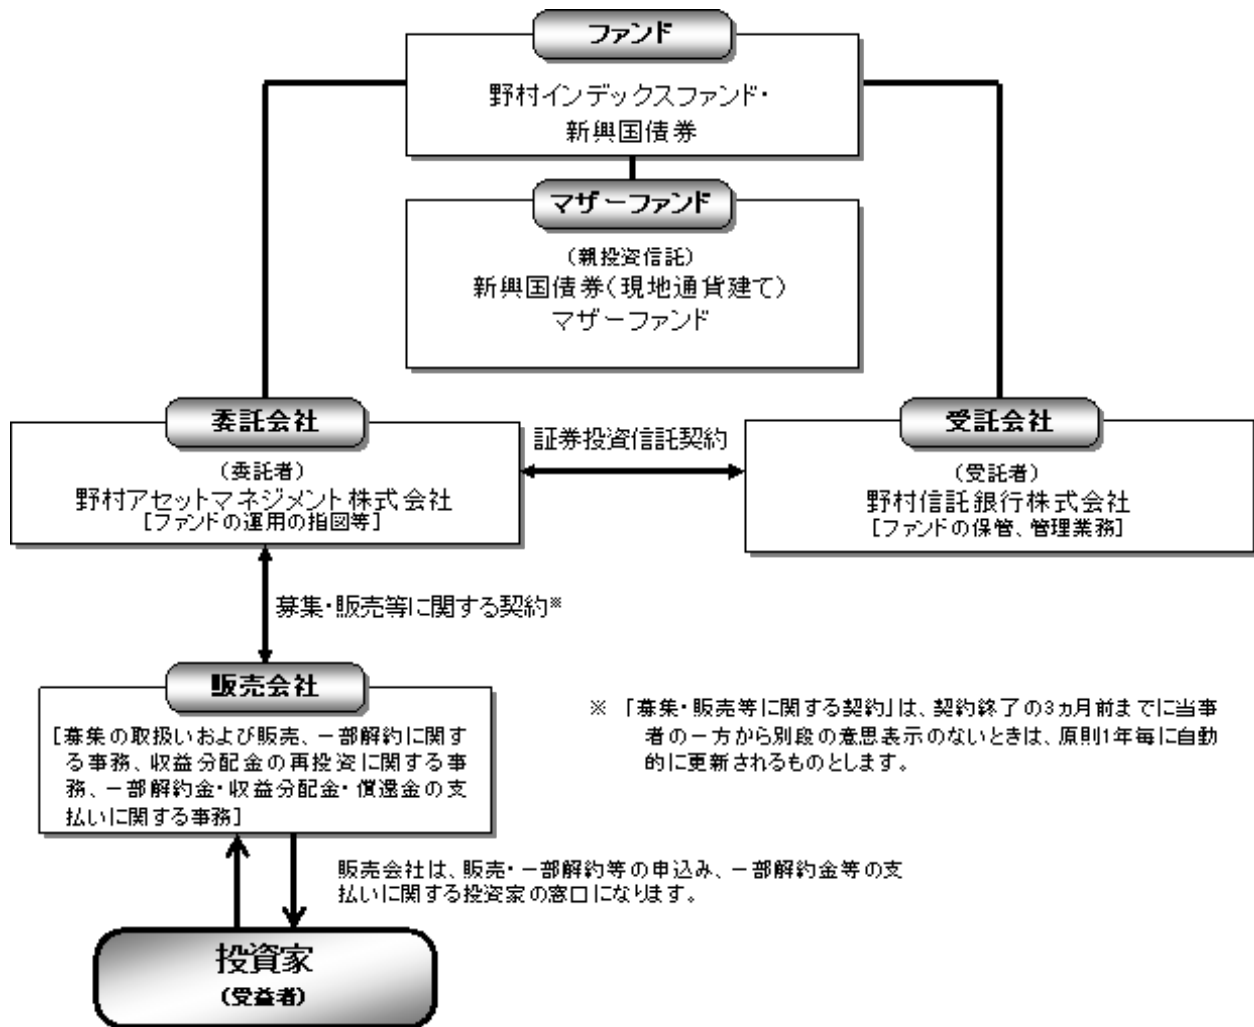 ファンド
野村インデックスファンド・
新興国債券
マザーファンド
（親投資信託）
新興国債券（現地通貨建て）
マザーファンド
委託会社
（委託者）
野村アセットマネジメント株式会社
［ファンドの運用の指図等］
証券投資信託契約
受託会社
（受託者）
野村信託銀行株式会社
［ファンドの保管、管理業務］
募集・販売等に関する契約※
販売会社
［募集の取扱いおよび販売、一部解約に関す
る事務、収益分配金の再投資に関する事
務、一部解約金・収益分配金・償還金の支
払いに関する事務］
※　「募集・販売等に関する契約」は、契約終了の3ヵ月前までに当事
者の一方から別段の意思表示のないときは、原則1年毎に自動
的に更新されるものとします。
販売会社は、販売・一部解約等の申込み、一部解約金等の支
払いに関する投資家の窓口になります。
投資家
（受益者）